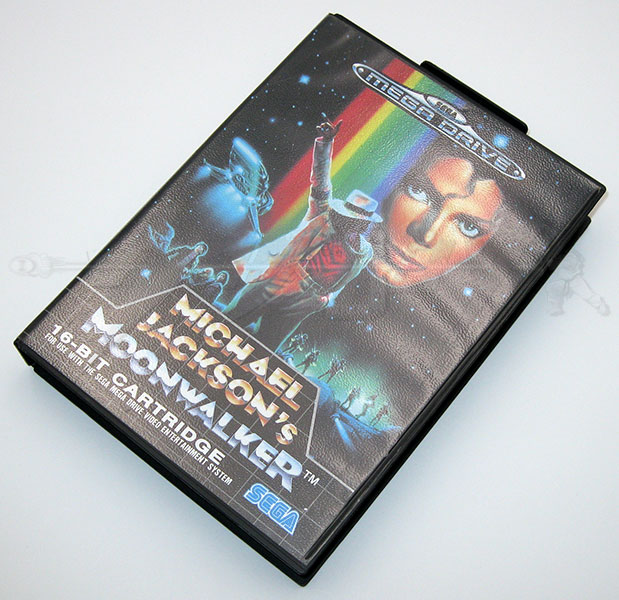 SEGA
MEGA DRIVE
MICHAEL
JACKSON'S
MOONWALKER™
16-BIT CARTRIDGE
FOR USE WITH THE SEGA MEGA DRIVE VIDEO ENTERTAINMENT SYSTEM
SEGA